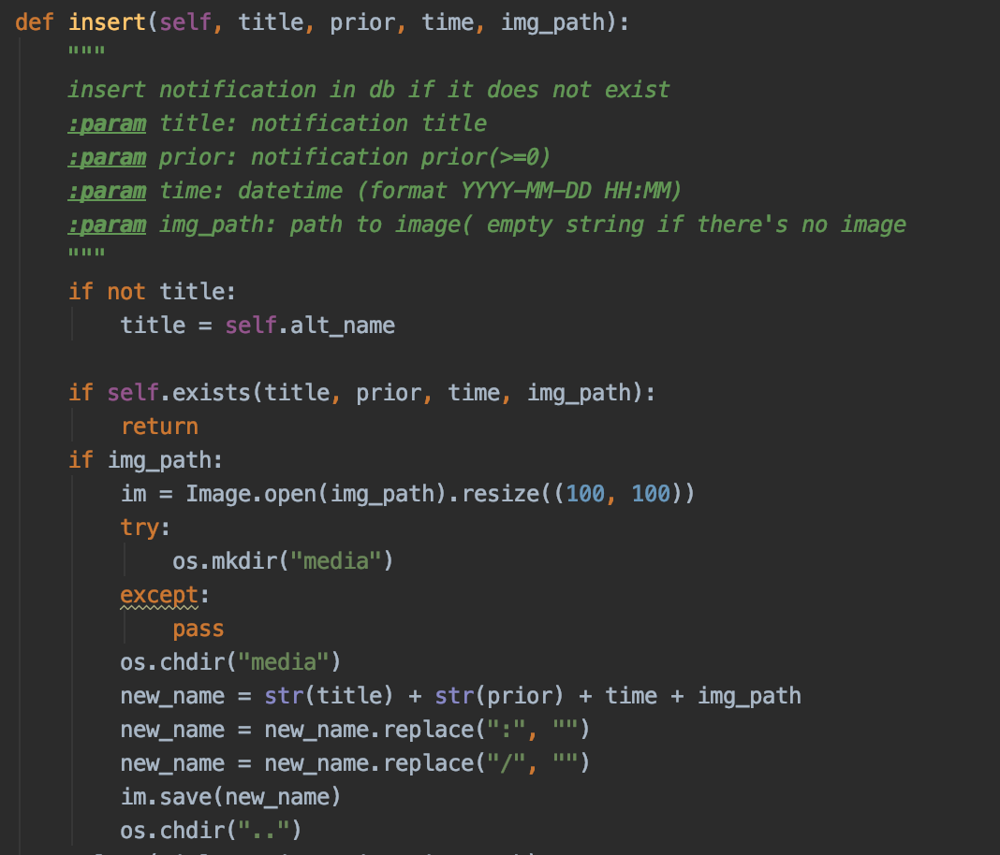 def insert(self, title, prior, time, img_path):
    """
    insert notification in db if it does not exist
    :param title: notification title
    :param prior: notification prior(>=0)
    :param time: datetime (format YYYY-MM-DD HH:MM)
    :param img_path: path to image( empty string if there's no image
    """
    if not title:
        title = self.alt_name
    if self.exists(title, prior, time, img_path):
        return
    if img_path:
        im = Image.open(img_path).resize((100, 100))
        try:
            os.mkdir("media")
        except:
            pass
        os.chdir("media")
        new_name = str(title) + str(prior) + time + img_path
        new_name = new_name.replace(":", "")
        new_name = new_name.replace("/", "")
        im.save(new_name)
        os.chdir("..")